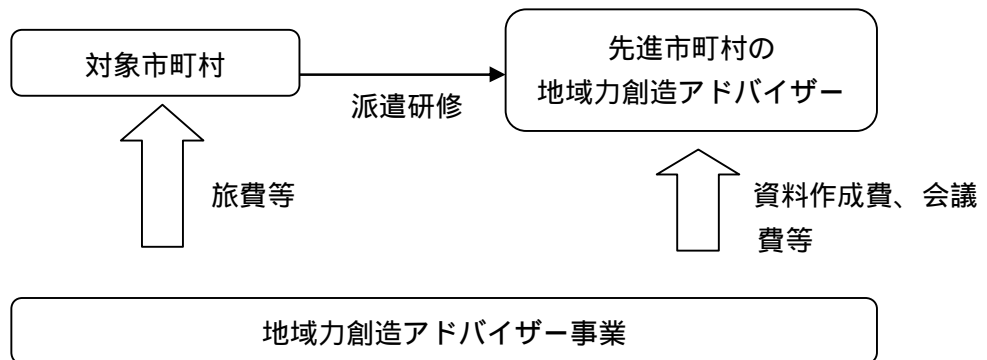 対象市町村
先進市町村の
地域力創造アドバイザー
派遣研修
旅費等
資料作成費、会議
費等
地域力創造アドバイザー事業